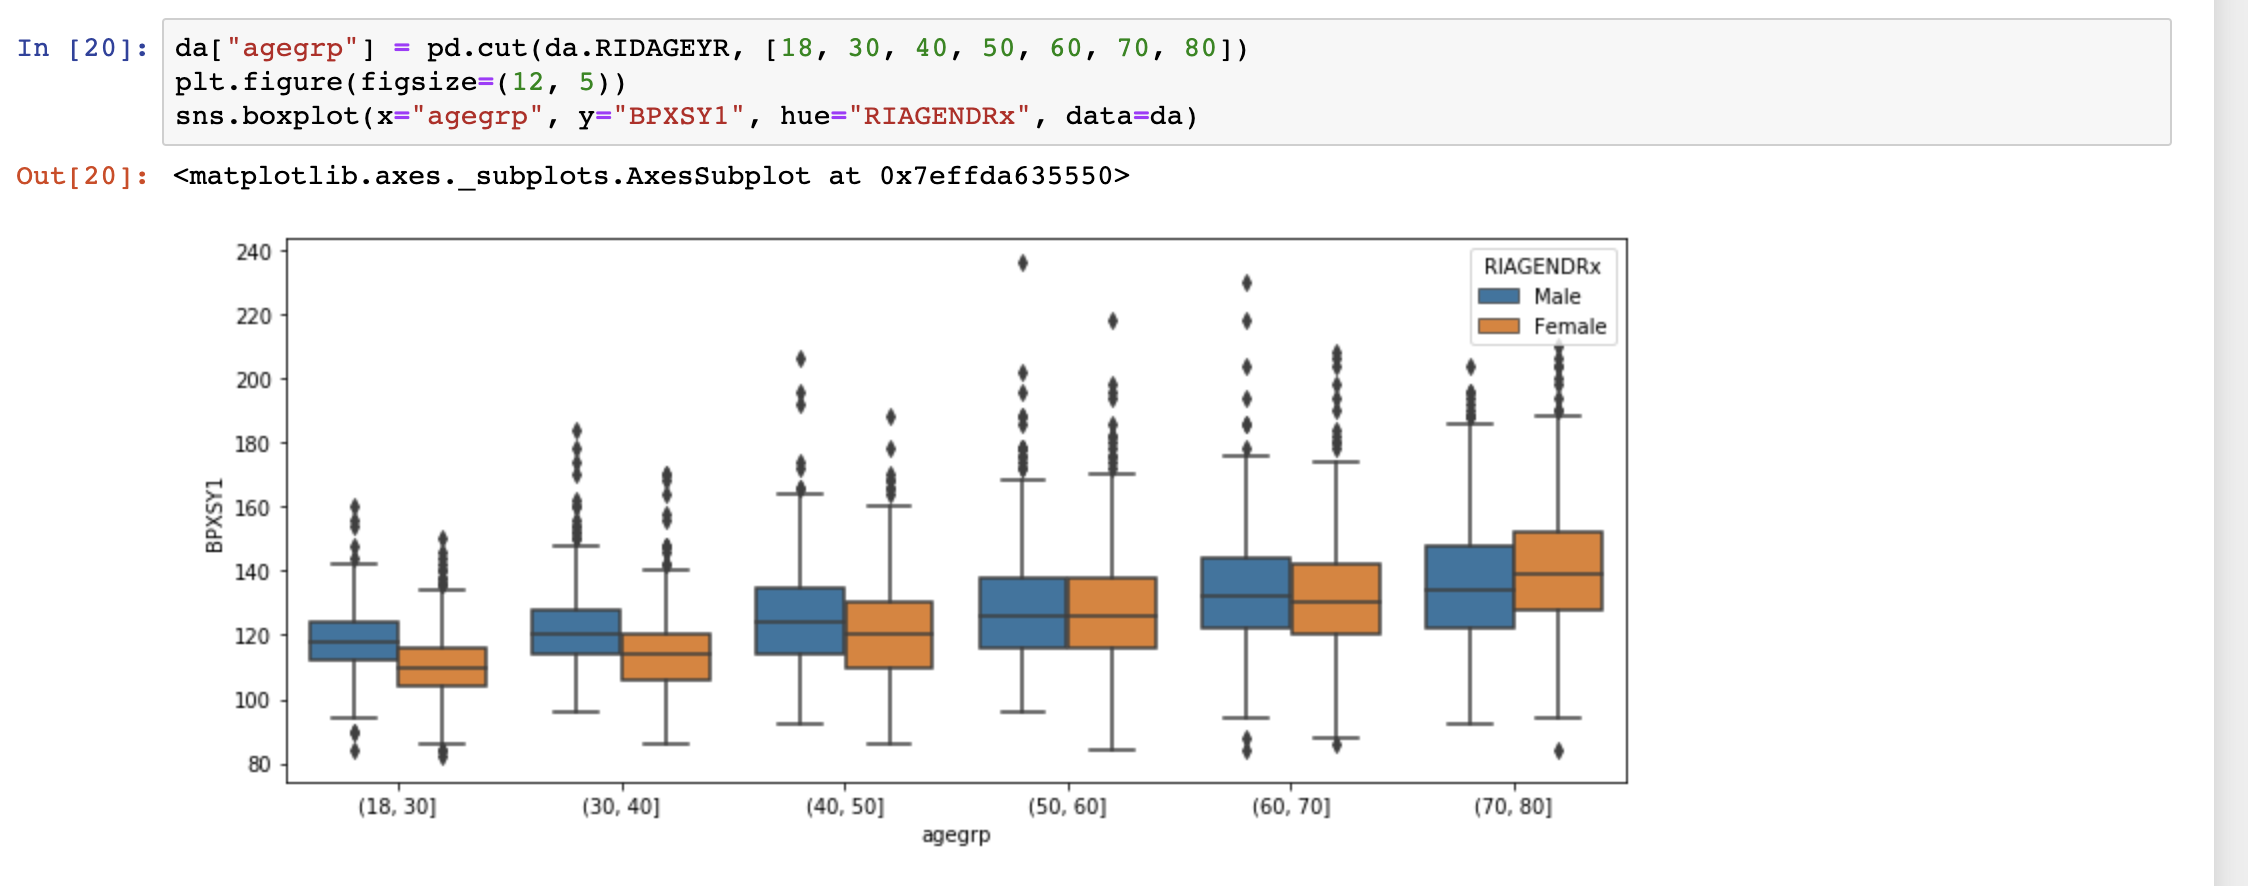 In [20]: da["agegrp"] = pd.cut(da.RIDAGEYR, [18, 30, 40, 50, 60, 70, 80])
plt.figure(figsize=(12, 5))
sns.boxplot(x="agegrp", y="BPXSY1", hue="RIAGENDRx", data=da)
Out[20]: <matplotlib.axes._subplots.AxesSubplot at 0x7effda635550>
RIAGENDRx
Male
Female
BPXSY1
240
220
200
180
160
140
120
100
80
(18, 30] (30, 40] (40, 50] (50, 60] (60, 70] (70, 80]
agegrp